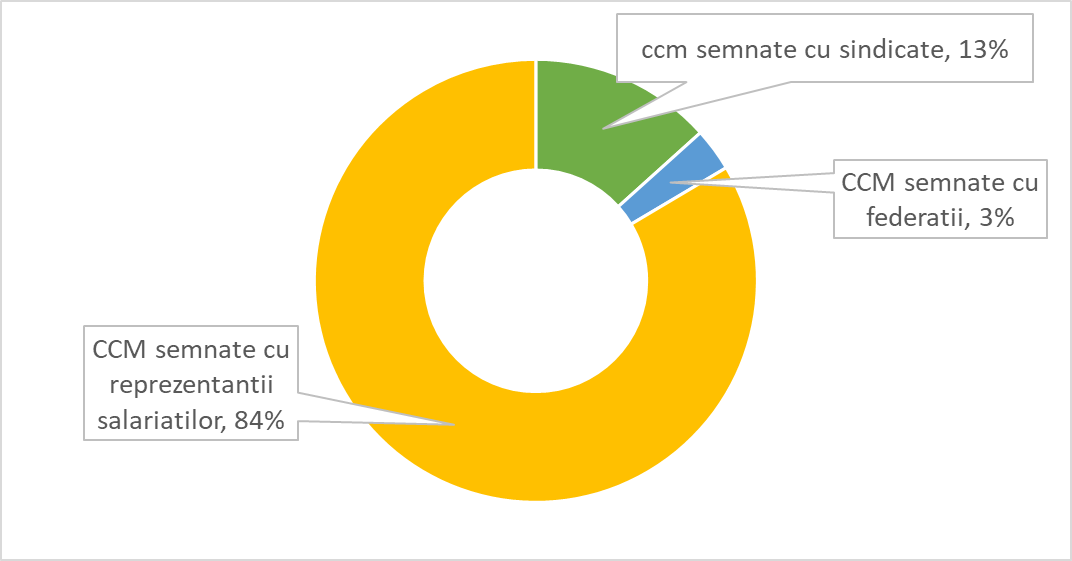 ccm semnate cu sindicate, 13%
CCM semnate cu
federatii, 3%
CCM semnate cu
reprezentantii
salariatilor, 84%